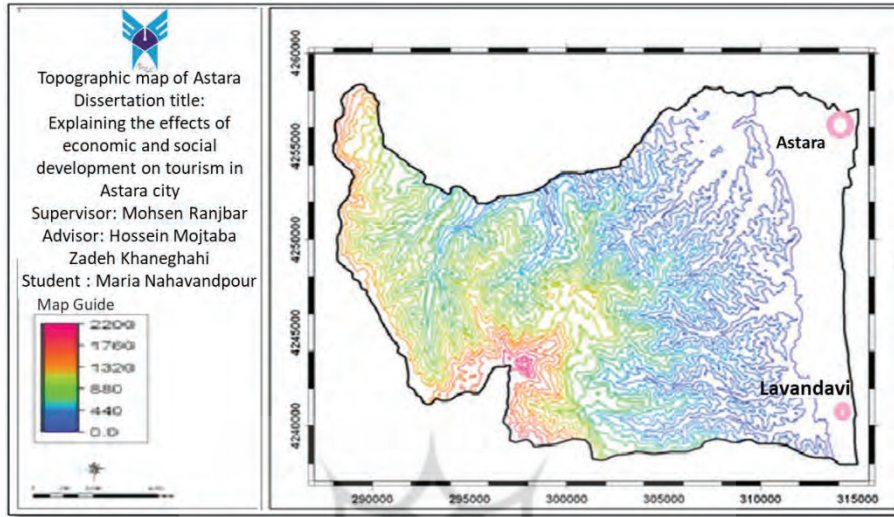 Topographic map of Astara
Dissertation title:
Explaining the effects of
economic and social
development on tourism in
Astara city
Supervisor: Mohsen Ranjbar
Advisor: Hossein Mojtaba
Zadeh Khaneghahi
Student : Maria Nahavandpour
Map Guide
2200
1760
1320
880
440
0.0
4260000
4255000
4250000
4245000
4240000
Astara
Lavandavi
290000
295000
300000
305000
310000
315000